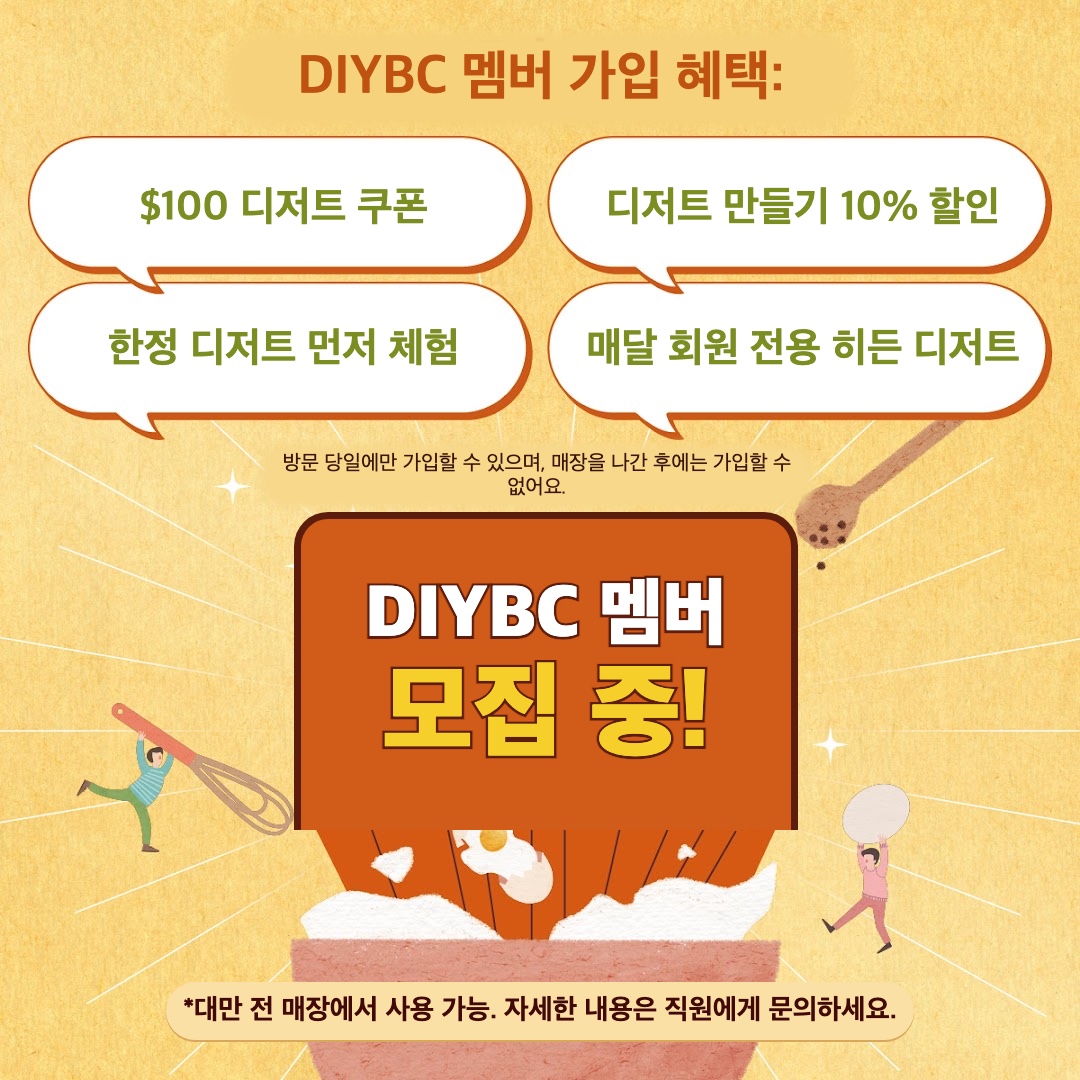 DIYBC 멤버 가입 혜택:
$100 디저트 쿠폰
디저트 만들기 10% 할인
한정 디저트 먼저 체험
매달 회원 전용 히든 디저트
방문 당일에만 가입할 수 있으며, 매장을 나간 후에는 가입할 수
없어요.
DIYBC 멤버
모집 중!
*대만 전 매장에서 사용 가능. 자세한 내용은 직원에게 문의하세요.